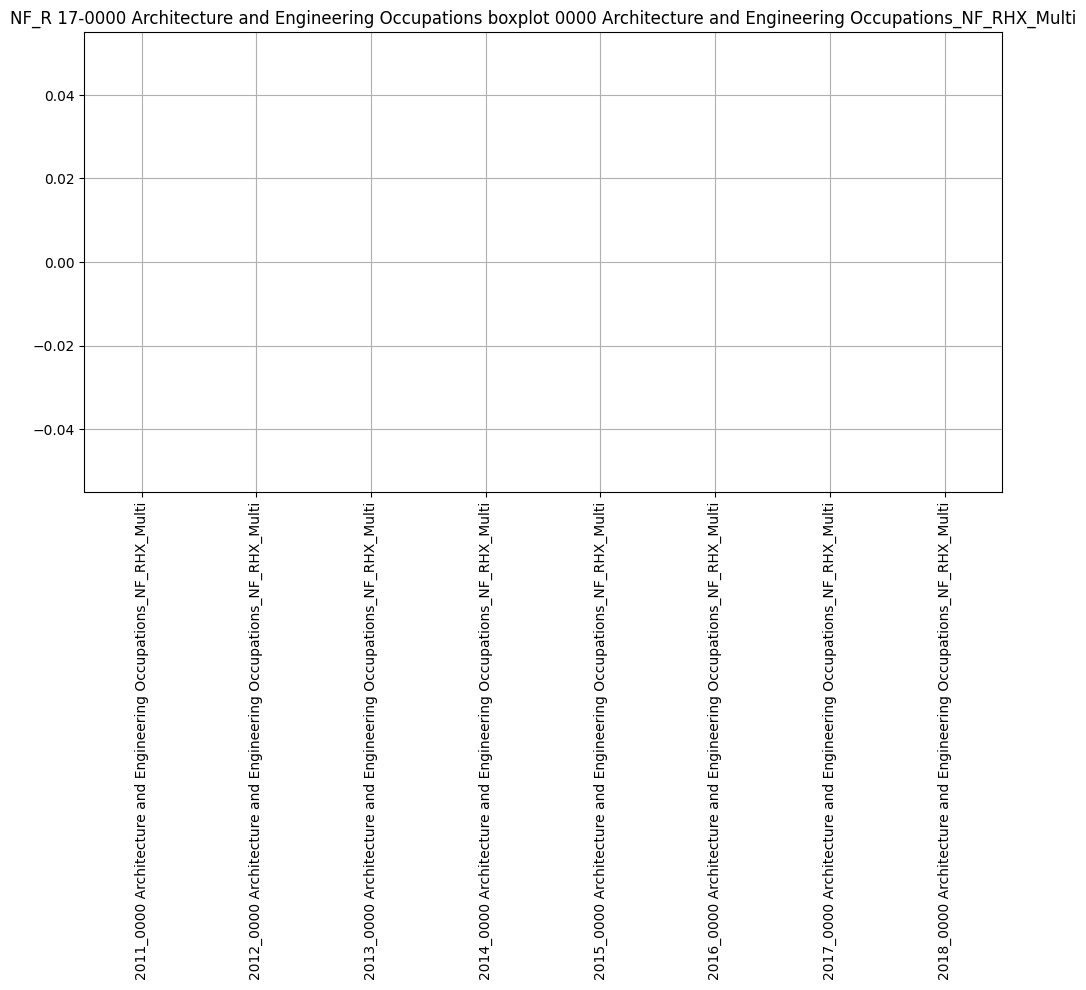 NF_R 17-0000 Architecture and Engineering Occupations boxplot 0000 Architecture and Engineering Occupations_NF_RHX_Multi
0.04
0.02
0.00
−0.02
−0.04
2011_0000 Architecture and Engineering Occupations_NF_RHX_Multi
2012_0000 Architecture and Engineering Occupations_NF_RHX_Multi
2013_0000 Architecture and Engineering Occupations_NF_RHX_Multi
2014_0000 Architecture and Engineering Occupations_NF_RHX_Multi
2015_0000 Architecture and Engineering Occupations_NF_RHX_Multi
2016_0000 Architecture and Engineering Occupations_NF_RHX_Multi
2017_0000 Architecture and Engineering Occupations_NF_RHX_Multi
2018_0000 Architecture and Engineering Occupations_NF_RHX_Multi